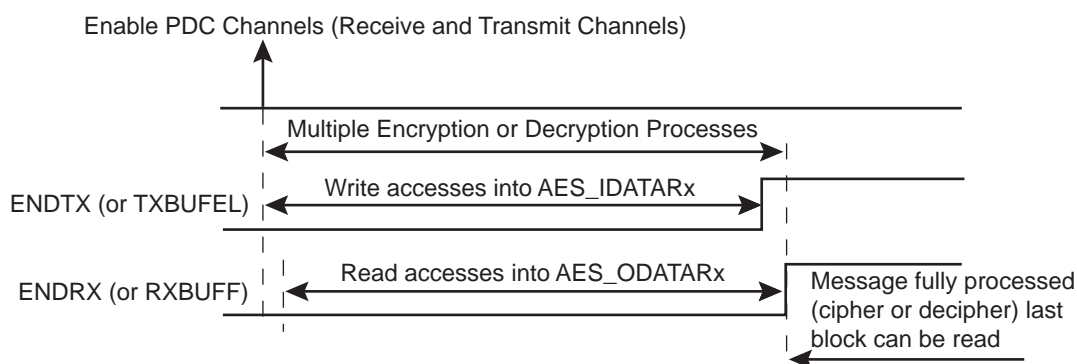 Enable PDC Channels (Receive and Transmit Channels)
Multiple Encryption or Decryption Processes
Write accesses into AES_IDATARx
ENDTX (or TXBUFEL)
Read accesses into AES_ODATARx
ENDRX (or RXBUFF)
Message fully processed
(cipher or decipher) last
block can be read